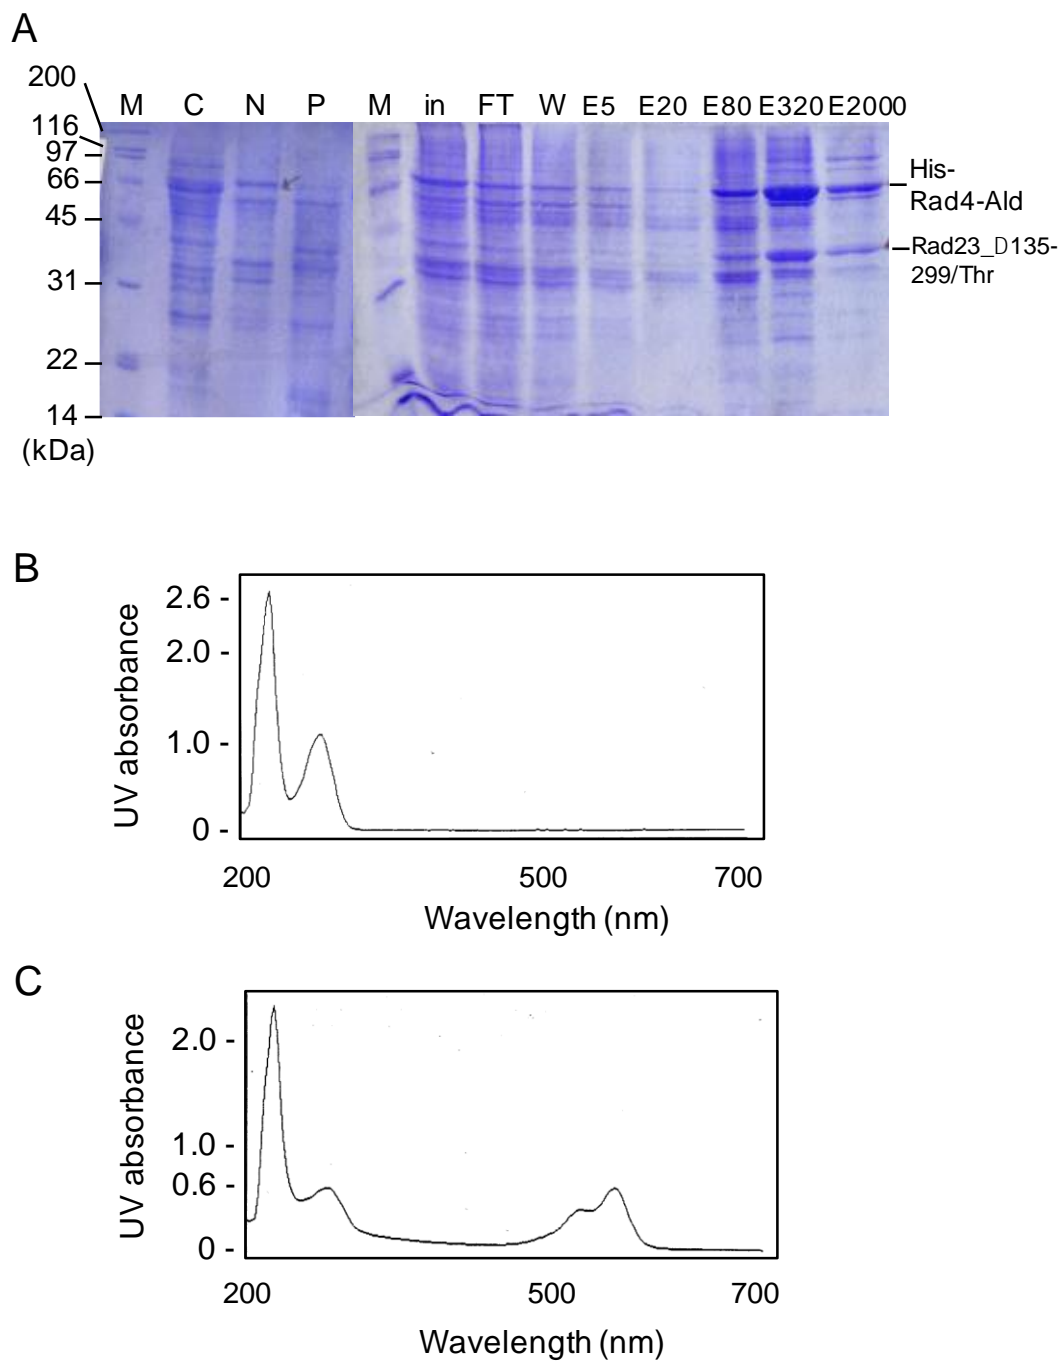 A
200
M C N P M in FT W E5 E20 E80 E320 E2000
116
97
66
45
31
22
14
(kDa)
His-
Rad4-Ald
Rad23_D135-
299/Thr
B
2.6 -
2.0 -
1.0 -
0 -
UV absorbance
200 500 700
Wavelength (nm)
C
2.0 -
1.0 -
0.6 -
0 -
UV absorbance
200 500 700
Wavelength (nm)